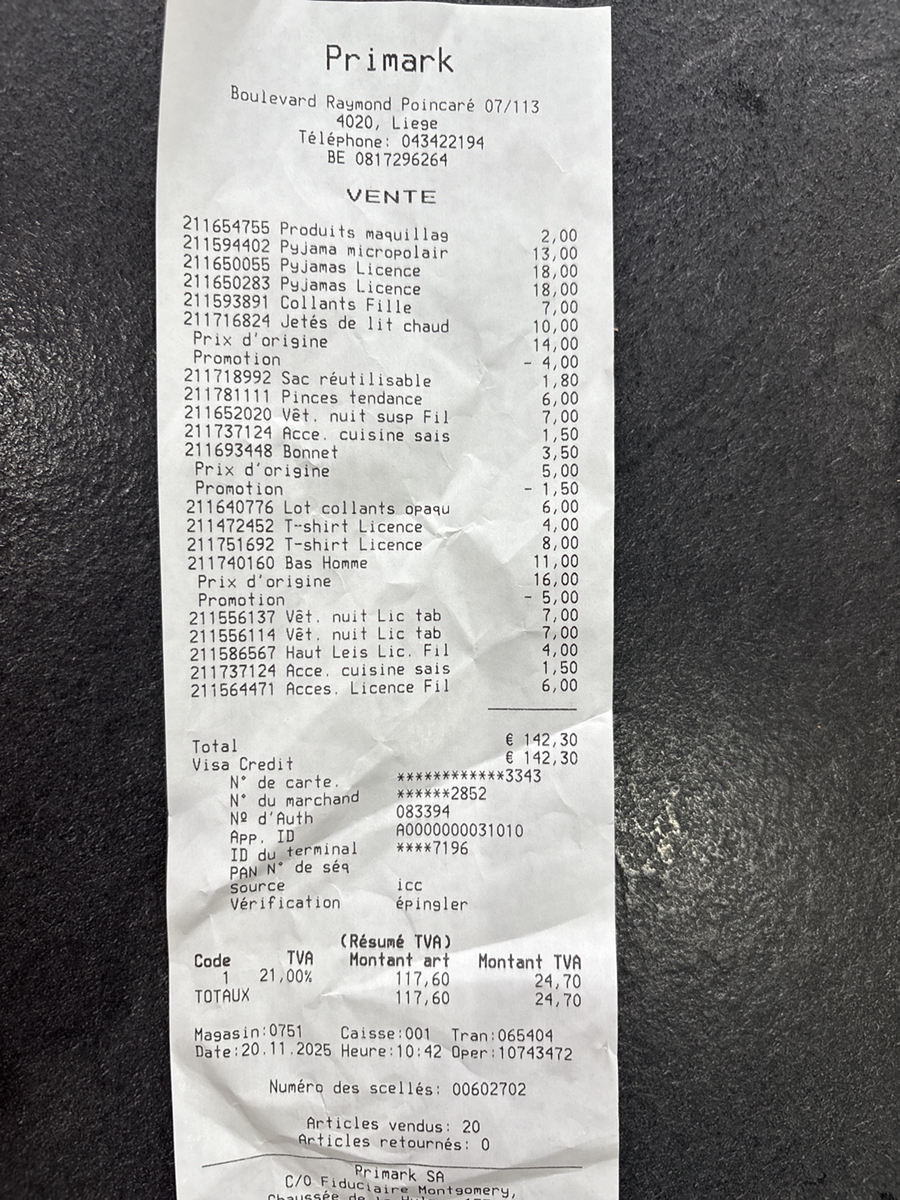 Primark
Boulevard Raymond Poincaré 07/113
4020, Liege
Téléphone: 043422194
BE 0817296264
VENTE
211654755 Produits maquillag 2,00
211594402 Pyjama micropolair 13,00
211650055 Pyjamas Licence 18,00
211650283 Pyjamas Licence 18,00
211593891 Collants Fille 7,00
211716824 Jetés de lit chaud 10,00
Prix d'origine 14,00
Promotion - 4,00
211718992 Sac réutilisable 1,80
211781111 Pinces tendance 6,00
211652020 Vêt. nuit susp Fil 7,00
211737124 Acce. cuisine sais 1,50
211693448 Bonnet 3,50
Prix d'origine 5,00
Promotion - 1,50
211640776 Lot collants opaqu 6,00
211472452 T-shirt Licence 4,00
211751692 T-shirt Licence 8,00
211740160 Bas Homme 11,00
Prix d'origine 16,00
Promotion - 5,00
211556137 Vêt. nuit Lic tab 7,00
211556114 Vêt. nuit Lic tab 7,00
211586567 Haut Leis Lic. Fil 4,00
211737124 Acce. cuisine sais 1,50
211564471 Acces. Licence Fil 6,00
Total € 142,30
Visa Credit € 142,30
N° de carte. ************3343
N° du marchand ******2852
Nº d'Auth 083394
App. ID A0000000031010
ID du terminal ****7196
PAN N° de séq
source icc
Vérification épingler
(Résumé TVA)
Code TVA Montant art Montant TVA
1 21,00% 117,60 24,70
TOTAUX 117,60 24,70
Magasin:0751 Caisse:001 Tran:065404
Date:20.11.2025 Heure:10:42 Oper:10743472
Numéro des scellés: 00602702
Articles vendus: 20
Articles retournés: 0
Primark SA
C/O Fiduciaire Montgomery,
Chaussée de